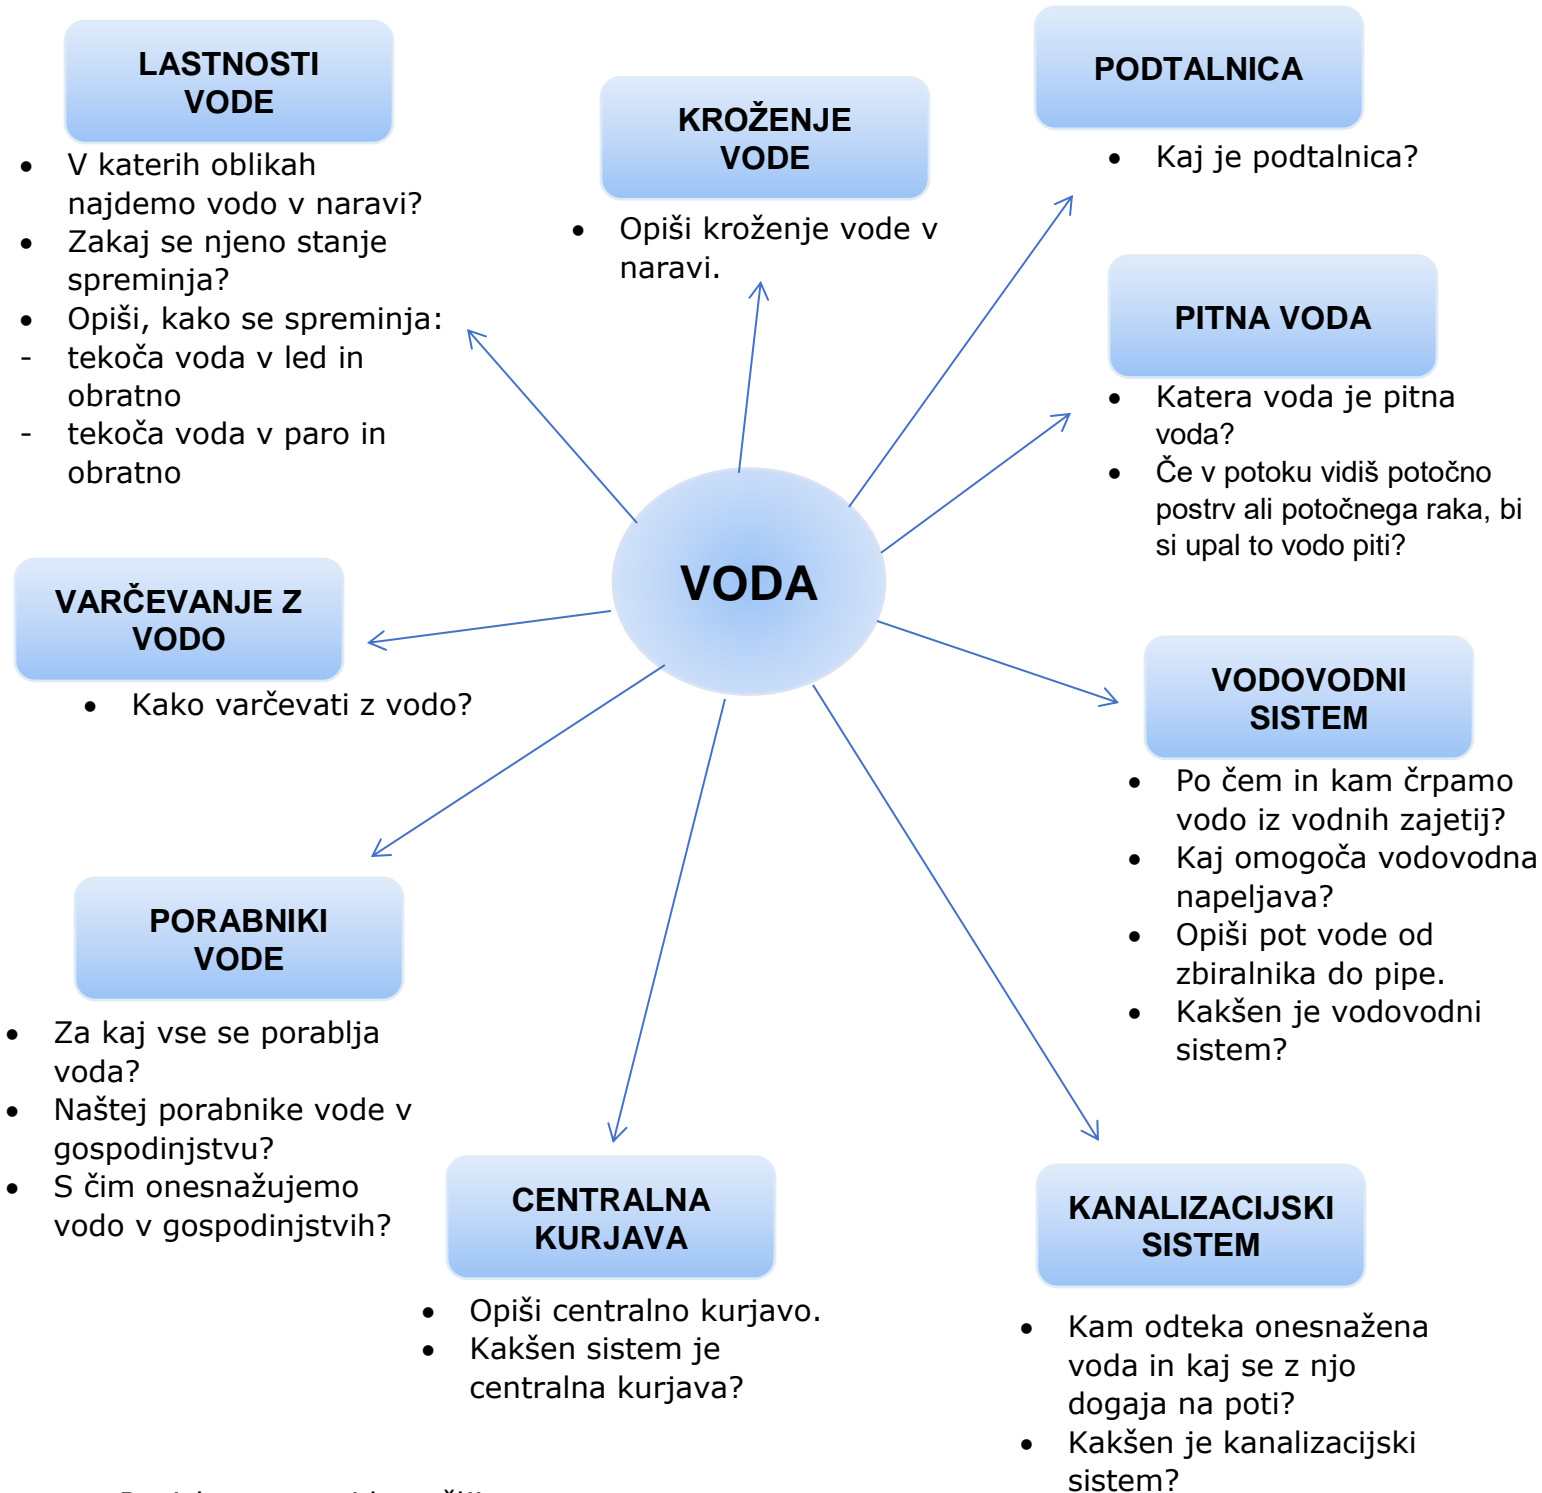 LASTNOSTI
VODE
• V katerih oblikah
najdemo vodo v naravi?
• Zakaj se njeno stanje
spreminja?
• Opiši, kako se spreminja:
- tekoča voda v led in
obratno
- tekoča voda v paro in
obratno
KROŽENJE
VODE
• Opiši kroženje vode v
naravi.
PODTALNICA
• Kaj je podtalnica?
PITNA VODA
• Katera voda je pitna
voda?
• Če v potoku vidiš potočno
postrv ali potočnega raka, bi
si upal to vodo piti?
VODA
VARČEVANJE Z
VODO
• Kako varčevati z vodo?
VODOVODNI
SISTEM
• Po čem in kam črpamo
vodo iz vodnih zajetij?
• Kaj omogoča vodovodna
napeljava?
• Opiši pot vode od
zbiralnika do pipe.
• Kakšen je vodovodni
sistem?
PORABNIKI
VODE
• Za kaj vse se porablja
voda?
• Naštej porabnike vode v
gospodinjstvu?
• S čim onesnažujemo
vodo v gospodinjstvih?
CENTRALNA
KURJAVA
• Opiši centralno kurjavo.
• Kakšen sistem je
centralna kurjava?
KANALIZACIJSKI
SISTEM
• Kam odteka onesnažena
voda in kaj se z njo
dogaja na poti?
• Kakšen je kanalizacijski
sistem?